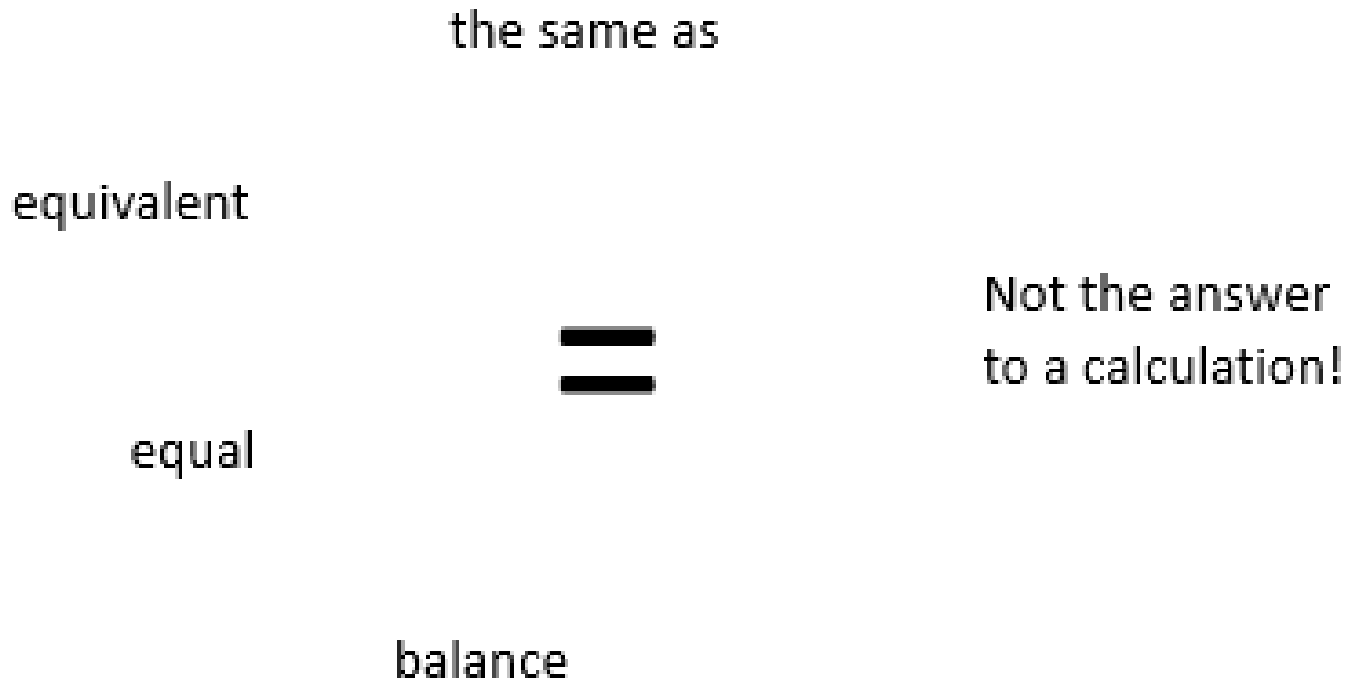 the same as
equivalent
=
Not the answer
to a calculation!
equal
balance